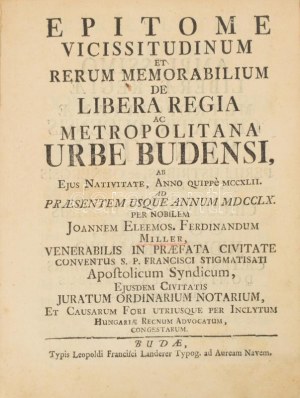 EPITOME
VICISSITUDINUM
ET
RERUM MEMORABILIUM
DE
LIBERA REGIA
AC
METROPOLITANA
URBE BUDENSI,
AB
EJUS NATIVITATE, ANNO QUIPPÈ MCCXLII.
AD
PRÆSENTEM USQUE ANNUM MDCCLX.
PER NOBILEM
JOANNEM ELEEMOS. FERDINANDUM
MILLER,
VENERABILIS IN PRÆFATA CIVITATE
CONVENTUS S. P. FRANCISCI STIGMATISATI
Apostolicum Syndicum,
EJUSDEM CIVITATIS
JURATUM ORDINARIUM NOTARIUM,
ET CAUSARUM FORI UTRIUSQUE PER INCLYTUM
HUNGARIÆ REGNUM ADVOCATUM,
CONGESTARUM.
BUDÆ,
Typis Leopoldi Francisci Landerer Typog. ad Auream Navem.